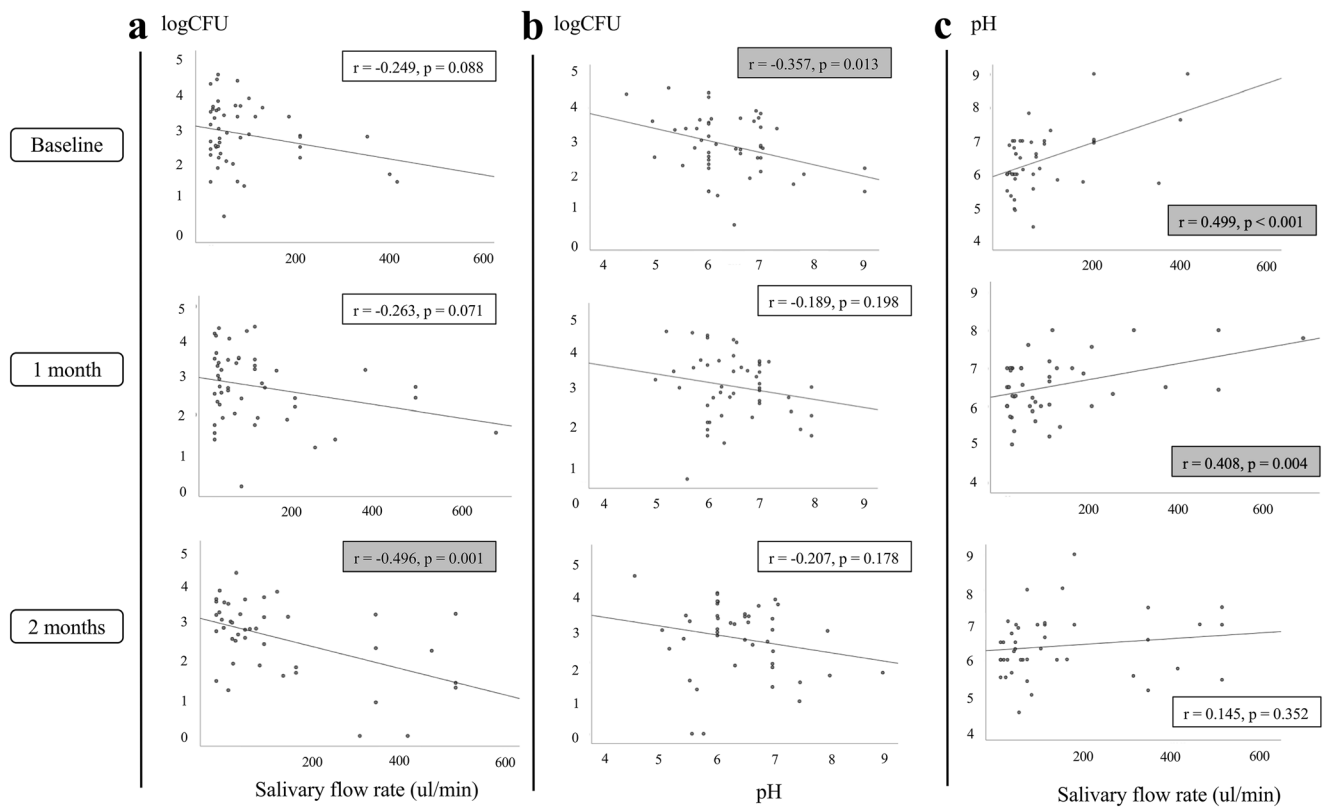 a logCFU
b logCFU
c pH
Baseline
5
4
3
2
1
0
r = -0.249, p = 0.088
200 400 600
5
4
3
2
1
0
r = -0.357, p = 0.013
4 5 6 7 8 9
9
8
7
6
5
4
r = 0.499, p < 0.001
200 400 600
1 month
5
4
3
2
1
0
r = -0.263, p = 0.071
200 400 600
5
4
3
2
1
0
r = -0.189, p = 0.198
4 5 6 7 8 9
9
8
7
6
5
4
r = 0.408, p = 0.004
200 400 600
2 months
5
4
3
2
1
0
r = -0.496, p = 0.001
200 400 600
Salivary flow rate (ul/min)
5
4
3
2
1
0
r = -0.207, p = 0.178
4 5 6 7 8 9
pH
9
8
7
6
5
4
r = 0.145, p = 0.352
200 400 600
Salivary flow rate (ul/min)